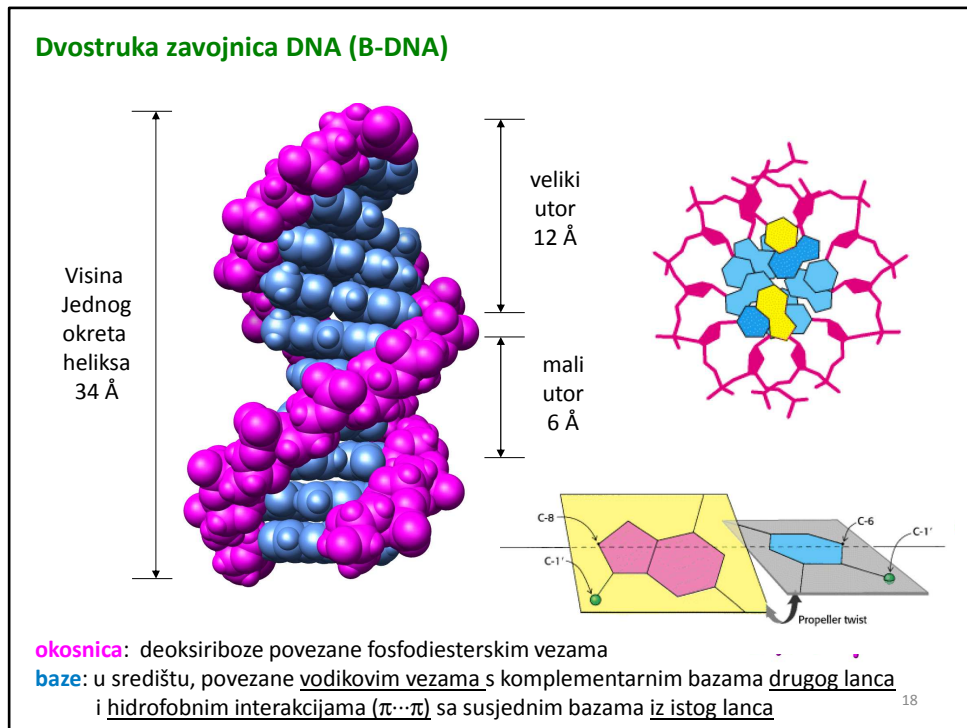 Dvostruka zavojnica DNA (B-DNA)
Visina
Jednog
okreta
heliksa
34 Å
veliki
utor
12 Å
mali
utor
6 Å
C-8
C-1'
C-6
C-1'
Propeller twist
okosnica: deoksiriboze povezane fosfodiesterskim vezama
baze: u središtu, povezane vodikovim vezama s komplementarnim bazama drugog lanca
i hidrofobnim interakcijama (π···π) sa susjednim bazama iz istog lanca
18